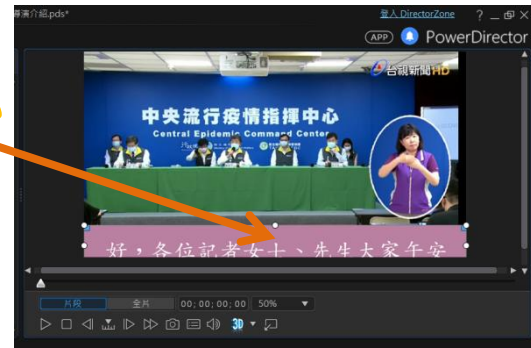 導演介紹.pds*
登入 DirectorZone
? _ ×
APP
PowerDirector
台視新聞HD
中央流行疫情指揮中心
Central Epidemic Command Center
好，各位記者女士、先生大家午安
片段
全片
00; 00; 00; 00
50%
3D